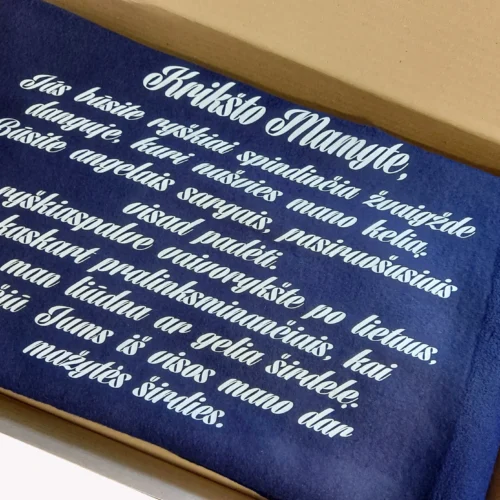 Krikšto Mamyte,
Jūs būsite ryškiai spindinčia žvaigžde
danguje, kuri nušvies mano kelią.
Būsite angelais sargais, pasiruošusiais
visad padėti.
ryškiaspalve vaivorykšte po lietaus,
kaskart pralinksminančiais, kai
man liūdna ar gelia širdelę.
Jums iš visos mano dar
mažytės širdies.